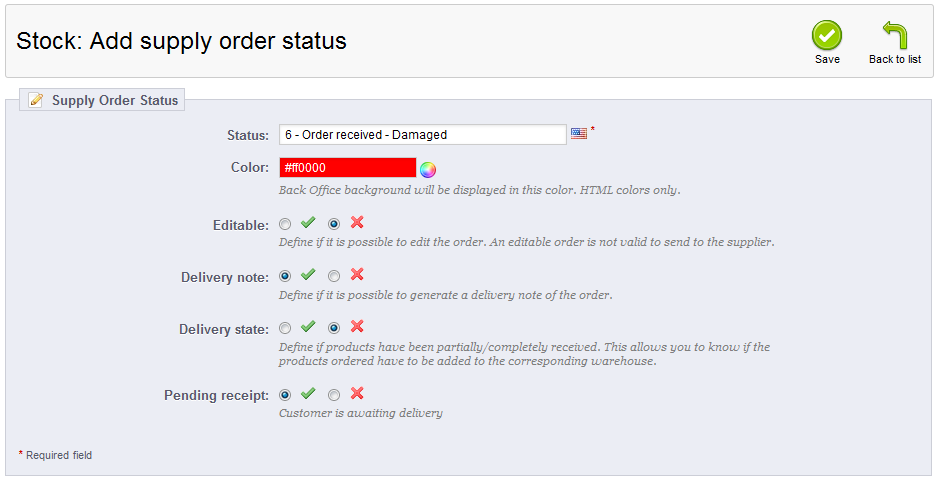 Stock: Add supply order status
Save
Back to list
Supply Order Status
Status: 6 - Order received - Damaged *
Color: #ff0000
Back Office background will be displayed in this color. HTML colors only.
Editable:
Define if it is possible to edit the order. An editable order is not valid to send to the supplier.
Delivery note:
Define if it is possible to generate a delivery note of the order.
Delivery state:
Define if products have been partially/completely received. This allows you to know if the
products ordered have to be added to the corresponding warehouse.
Pending receipt:
Customer is awaiting delivery
* Required field